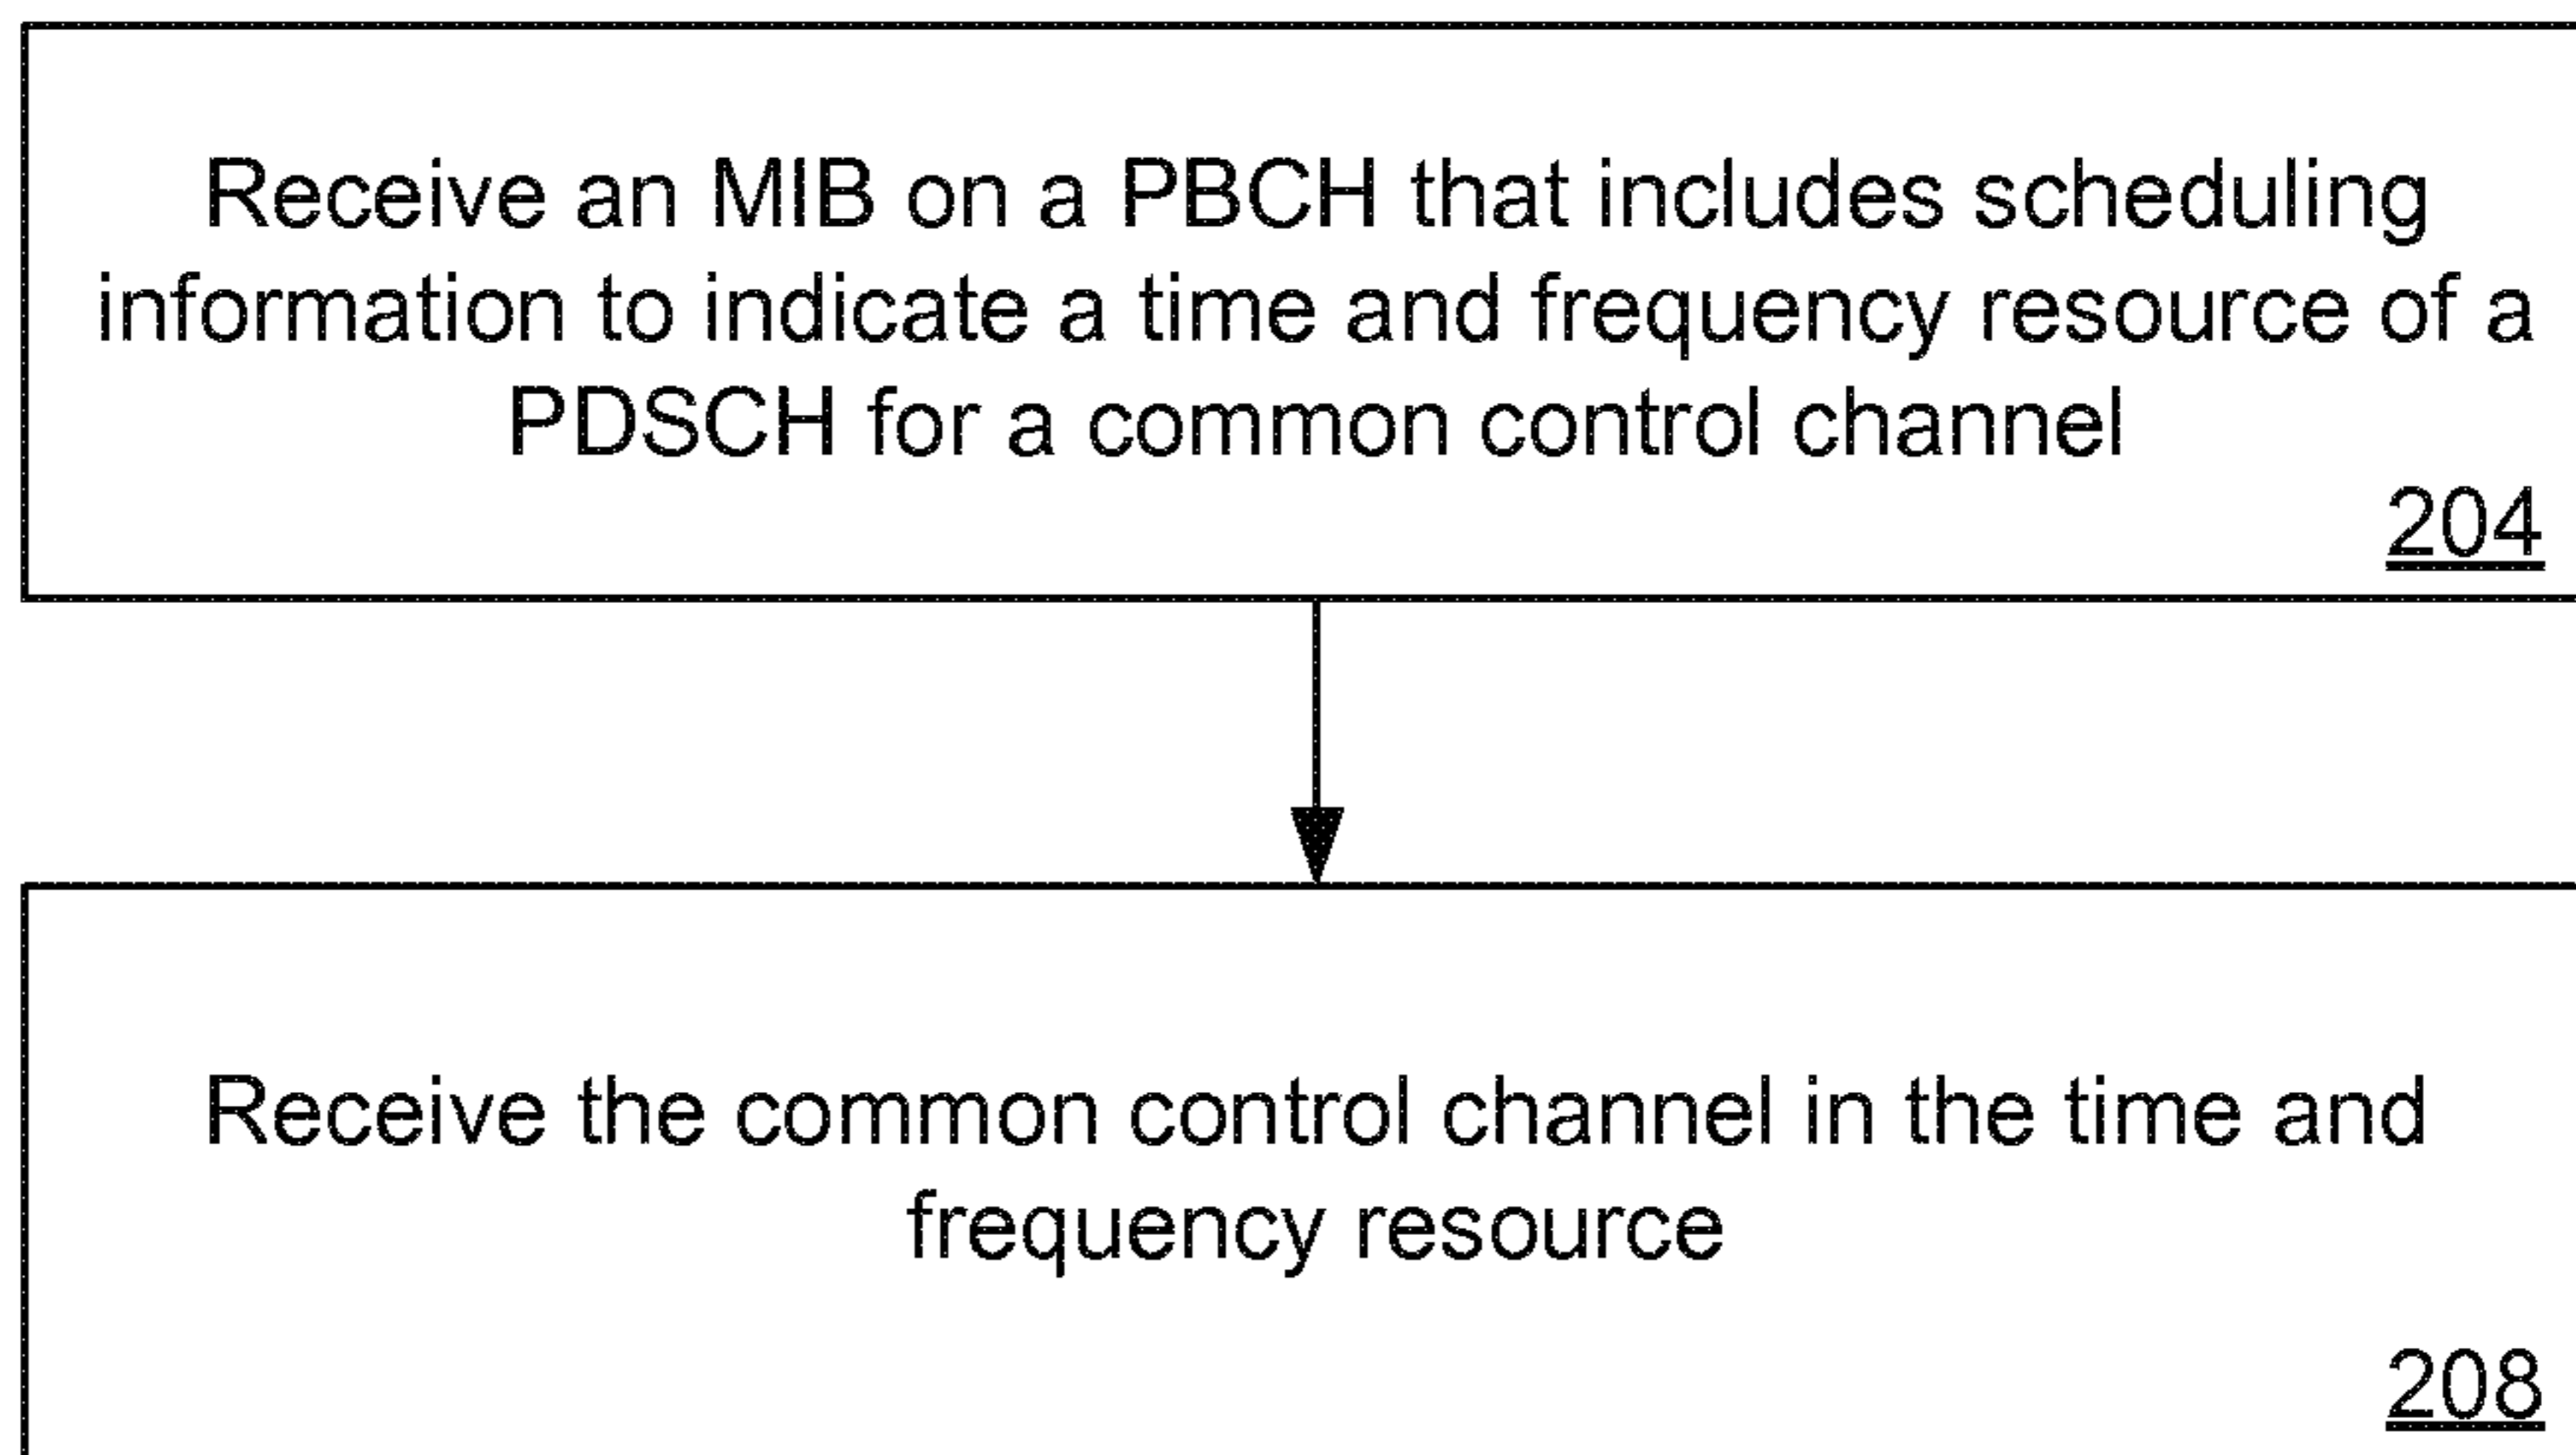 Receive an MIB on a PBCH that includes scheduling
information to indicate a time and frequency resource of a
PDSCH for a common control channel
204
Receive the common control channel in the time and
frequency resource
208